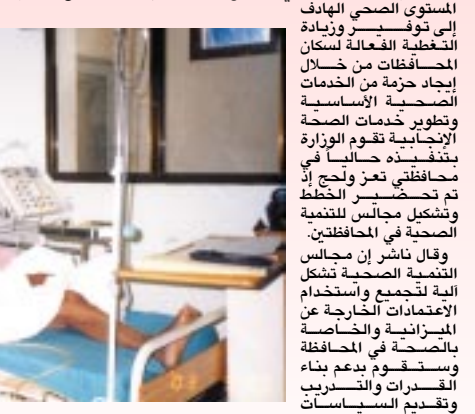 المستوى الصحي الهادف
إلى توفير وزيادة
التغطية الفعالة لسكان
المحافظات من خلال
إيجاد حزمة من الخدمات
الصحية الأساسية
وتطوير خدمات الصحة
الإنجابية تقوم الوزارة
بتنفيذه حالياً في
محافظتي تعز ولحج إذ
تم تحضير الخطط
وتشكيل مجالس للتنمية
الصحية في المحافظتين.
وقال ناشر إن مجالس
التنمية الصحية تشكل
آلية لتجميع واستخدام
الاعتمادات الخارجة عن
الميزانية والخاصة
بالصحة في المحافظة
وستقوم بدعم بناء
القدرات والتدريب
وتقديم السياسات